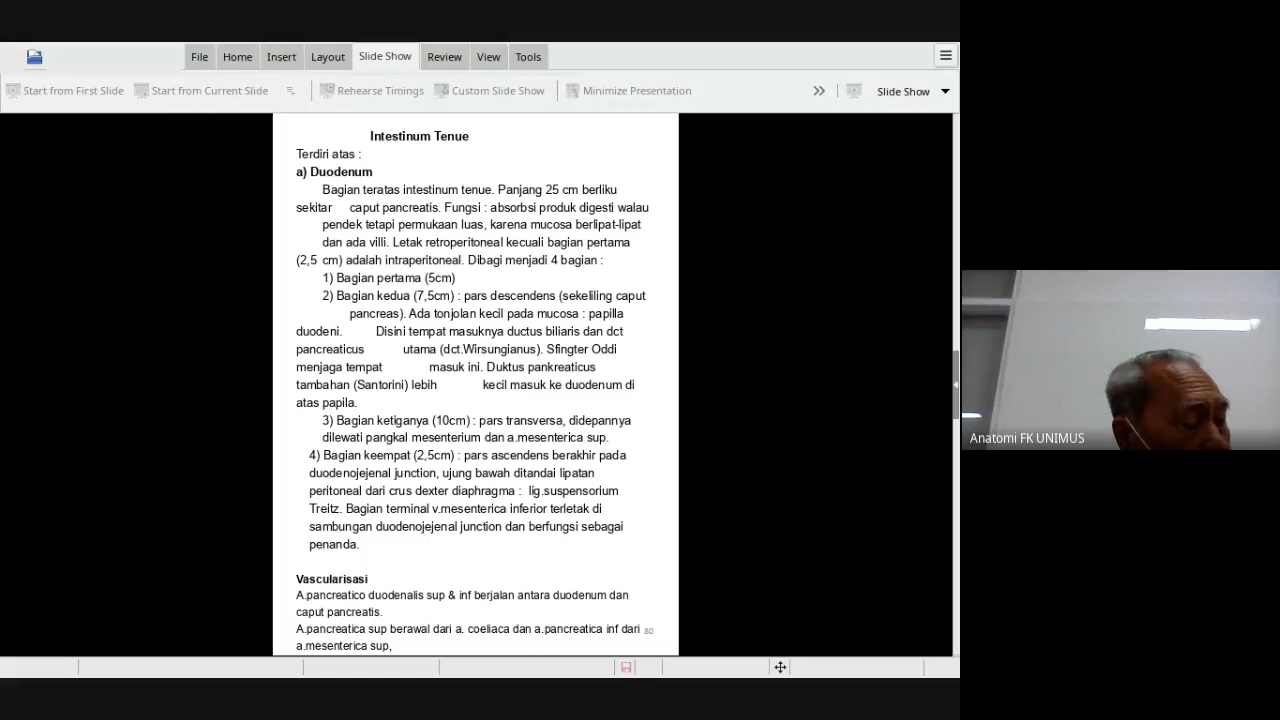 File Home Insert Layout Slide Show Review View Tools
Start from First Slide Start from Current Slide Rehearse Timings Custom Slide Show Minimize Presentation Slide Show
Intestinum Tenue
Terdiri atas :
a) Duodenum
Bagian teratas intestinum tenue. Panjang 25 cm berliku
sekitar caput pancreatis. Fungsi : absorbsi produk digesti walau
pendek tetapi permukaan luas, karena mucosa berlipat-lipat
dan ada villi. Letak retroperitoneal kecuali bagian pertama
(2,5 cm) adalah intraperitoneal. Dibagi menjadi 4 bagian :
1) Bagian pertama (5cm)
2) Bagian kedua (7,5cm) : pars descendens (sekeliling caput
pancreas). Ada tonjolan kecil pada mucosa : papilla
duodeni. Disini tempat masuknya ductus biliaris dan dct
pancreaticus utama (dct.Wirsungianus). Sfingter Oddi
menjaga tempat masuk ini. Duktus pankreaticus
tambahan (Santorini) lebih kecil masuk ke duodenum di
atas papila.
3) Bagian ketiganya (10cm) : pars transversa, didepannya
dilewati pangkal mesenterium dan a.mesenterica sup.
4) Bagian keempat (2,5cm) : pars ascendens berakhir pada
duodenojejenal junction, ujung bawah ditandai lipatan
peritoneal dari crus dexter diaphragma : lig.suspensorium
Treitz. Bagian terminal v.mesenterica inferior terletak di
sambungan duodenojejenal junction dan berfungsi sebagai
penanda.
Vascularisasi
A.pancreatico duodenalis sup & inf berjalan antara duodenum dan
caput pancreatis.
A.pancreatica sup berawal dari a. coeliaca dan a.pancreatica inf dari 80
a.mesenterica sup,
Anatomi FK UNIMUS